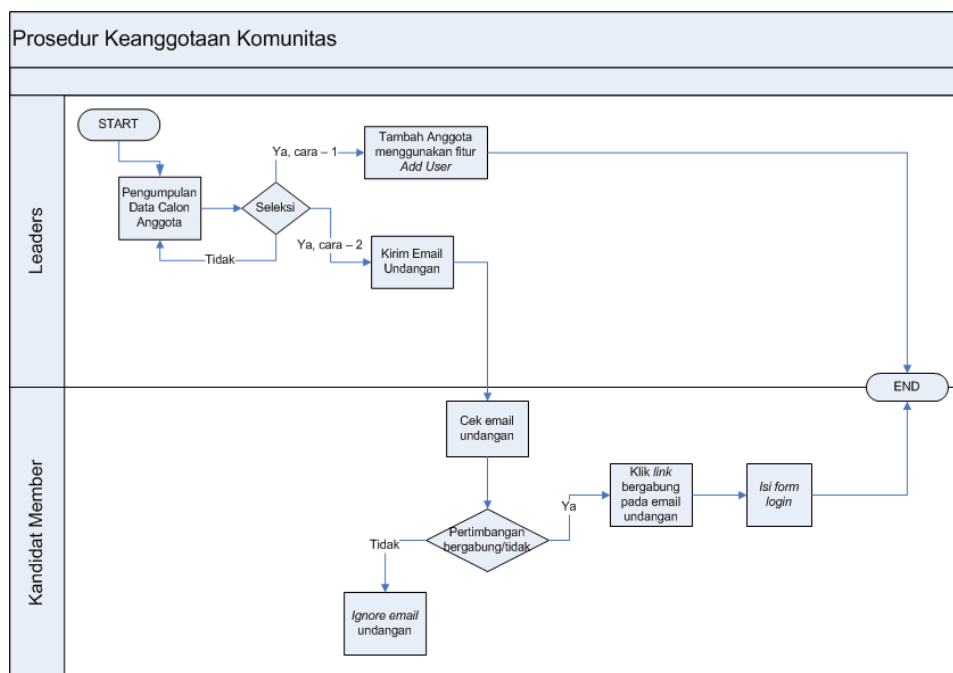 Prosedur Keanggotaan Komunitas
Leaders
START
Pengumpulan
Data Calon
Anggota
Seleksi
Tidak
Ya, cara – 1
Tambah Anggota
menggunakan fitur
Add User
Ya, cara – 2
Kirim Email
Undangan
END
Kandidat Member
Cek email
undangan
Pertimbangan
bergabung/tidak
Tidak
Ignore email
undangan
Ya
Klik link
bergabung
pada email
undangan
Isi form
login